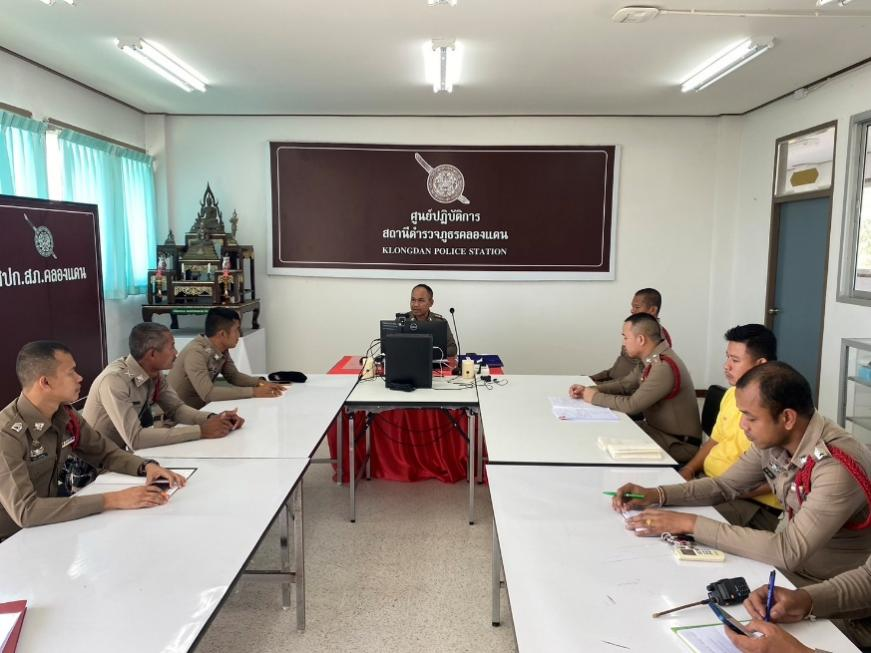 ศูนย์ปฏิบัติการ
สถานีตำรวจภูธรคลองแดน
KLONGDAN POLICE STATION
ศปก.สภ.คลองแดน